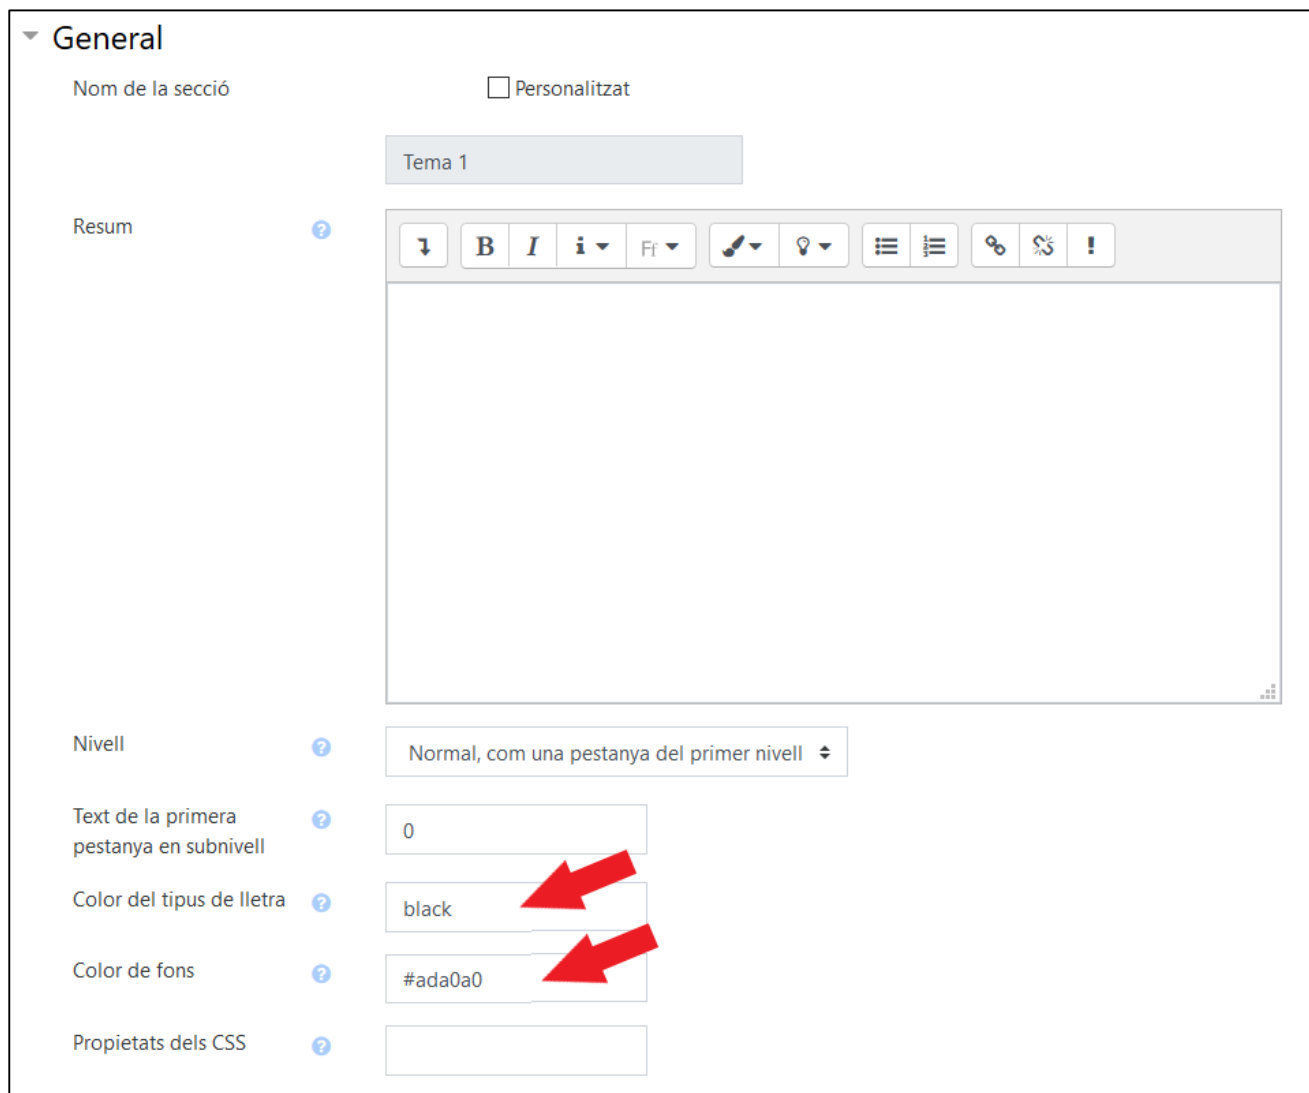 General
Nom de la secció
Personalitzat
Tema 1
Resum
B I i Ff !
Nivell
Normal, com una pestanya del primer nivell
Text de la primera
pestanya en subnivell
0
Color del tipus de lletra
black
Color de fons
#ada0a0
Propietats dels CSS